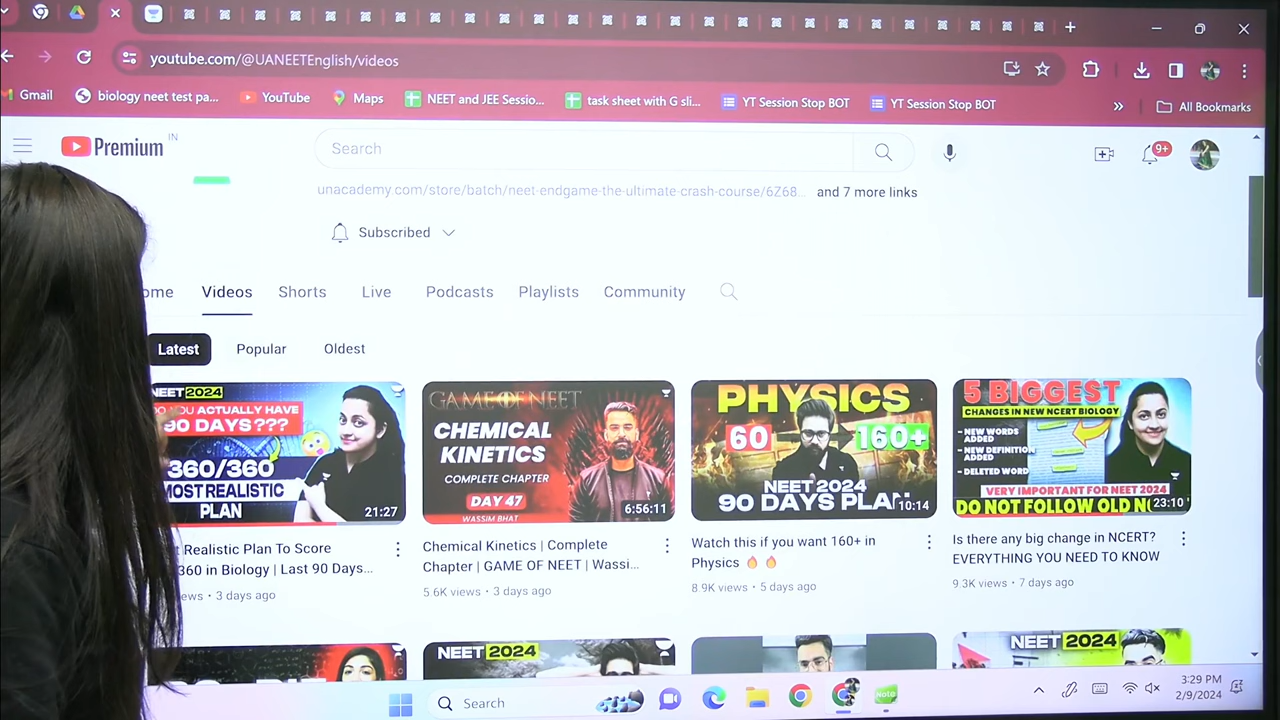 youtube.com/@UANEETEnglish/videos
Gmail
biology neet test pa...
YouTube
Maps
NEET and JEE Sessio...
task sheet with G sli...
YT Session Stop BOT
YT Session Stop BOT
»
All Bookmarks
Premium IN
Search
9+
unacademy.com/store/batch/neet-endgame-the-ultimate-crash-course/6Z68...
and 7 more links
Subscribed
ome
Videos
Shorts
Live
Podcasts
Playlists
Community
Latest
Popular
Oldest
NEET 2024
YOU ACTUALLY HAVE
90 DAYS ???
360/360
MOST REALISTIC
PLAN
21:27
GAME OF NEET
CHEMICAL
KINETICS
COMPLETE CHAPTER
DAY 47
WASSIM BHAT
6:56:11
PHYSICS
60
160+
NEET 2024
90 DAYS PLAN
10:14
5 BIGGEST
CHANGES IN NEW NCERT BIOLOGY
- NEW WORDS
ADDED
- NEW DEFINITION
ADDED
- DELETED WORD
VERY IMPORTANT FOR NEET 2024
DO NOT FOLLOW OLD
23:10
t Realistic Plan To Score
360 in Biology | Last 90 Days...
ews • 3 days ago
Chemical Kinetics | Complete
Chapter | GAME OF NEET | Wassi...
5.6K views • 3 days ago
Watch this if you want 160+ in
Physics 🔥 🔥
8.9K views • 5 days ago
Is there any big change in NCERT?
EVERYTHING YOU NEED TO KNOW
9.3K views • 7 days ago
NEET 2024
NEET 2024
Search
Note
3:29 PM
2/9/2024